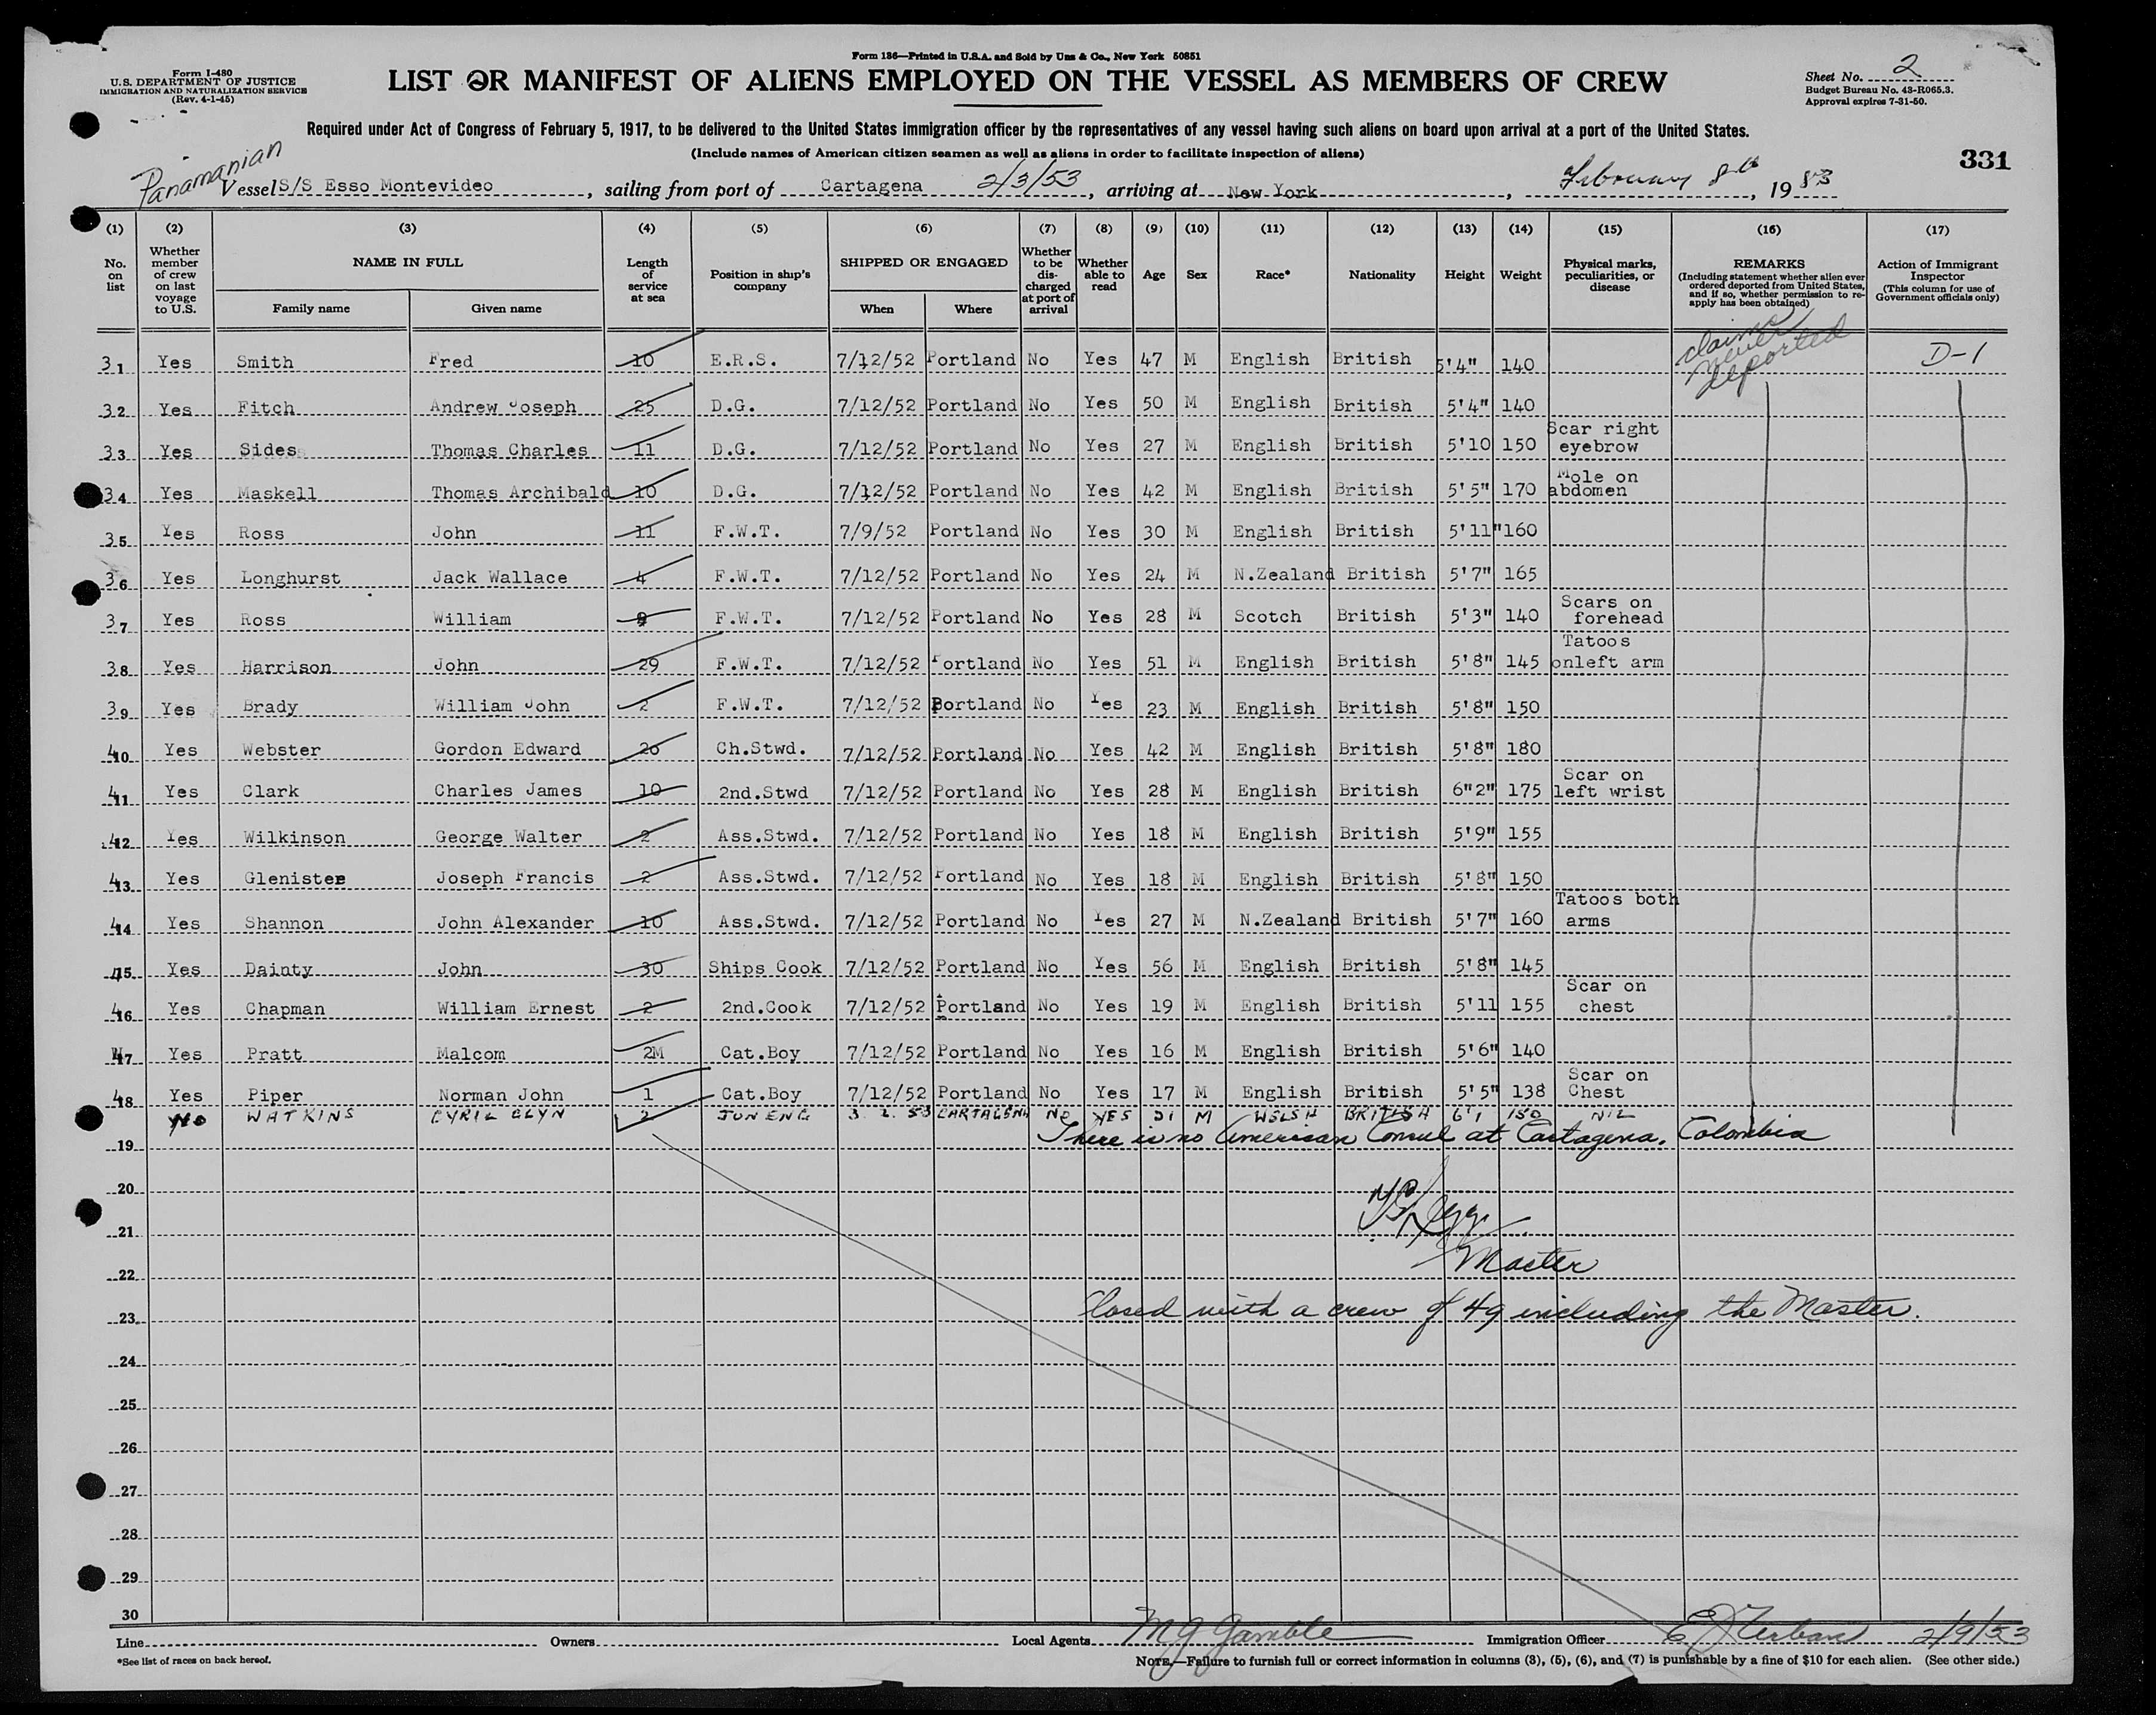 Form 136—Printed in U.S.A. and Sold by Unz & Co., New York 50851
Form I-480
U.S. DEPARTMENT OF JUSTICE
IMMIGRATION AND NATURALIZATION SERVICE
(Rev. 4-1-45)
LIST OR MANIFEST OF ALIENS EMPLOYED ON THE VESSEL AS MEMBERS OF CREW
Sheet No. 2
Budget Bureau No. 43-R065.3.
Approval expires 7-31-50.
Required under Act of Congress of February 5, 1917, to be delivered to the United States immigration officer by the representatives of any vessel having such aliens on board upon arrival at a port of the United States.
(Include names of American citizen seamen as well as aliens in order to facilitate inspection of aliens)
331
Panamanian
Vessel S/S Esso Montevideo, sailing from port of Cartagena 2/3/53, arriving at New York, February 8th, 1953
(1) (2) (3) (4) (5) (6) (7) (8) (9) (10) (11) (12) (13) (14) (15) (16) (17)
No. on list
Whether member of crew on last voyage to U.S.
NAME IN FULL
Family name
Given name
Length of service at sea
Position in ship's company
SHIPPED OR ENGAGED
When
Where
Whether to be discharged at port of arrival
Whether able to read
Age
Sex
Race*
Nationality
Height
Weight
Physical marks, peculiarities, or disease
REMARKS
(Including statement whether alien ever ordered deported from United States, and if so, whether permission to re-apply has been obtained)
Action of Immigrant Inspector
(This column for use of Government officials only)
31 Yes Smith Fred 10 E.R.S. 7/12/52 Portland No Yes 47 M English British 5'4" 140 claims never deported D-1
32 Yes Fitch Andrew Joseph 25 D.G. 7/12/52 Portland No Yes 50 M English British 5'4" 140
33 Yes Sides Thomas Charles 11 D.G. 7/12/52 Portland No Yes 27 M English British 5'10 150 Scar right eyebrow
34 Yes Maskell Thomas Archibald 10 D.G. 7/12/52 Portland No Yes 42 M English British 5'5" 170 Mole on abdomen
35 Yes Ross John 11 F.W.T. 7/9/52 Portland No Yes 30 M English British 5'11" 160
36 Yes Longhurst Jack Wallace 4 F.W.T. 7/12/52 Portland No Yes 24 M N.Zealand British 5'7" 165
37 Yes Ross William F.W.T. 7/12/52 Portland No Yes 28 M Scotch British 5'3" 140 Scars on forehead
38 Yes Harrison John 29 F.W.T. 7/12/52 Portland No Yes 51 M English British 5'8" 145 Tatoos onleft arm
39 Yes Brady William John 2 F.W.T. 7/12/52 Portland No Yes 23 M English British 5'8" 150
410 Yes Webster Gordon Edward 20 Ch.Stwd. 7/12/52 Portland No Yes 42 M English British 5'8" 180
411 Yes Clark Charles James 10 2nd.Stwd 7/12/52 Portland No Yes 28 M English British 6"2" 175 Scar on left wrist
412 Yes Wilkinson George Walter 2 Ass.Stwd. 7/12/52 Portland No Yes 18 M English British 5'9" 155
413 Yes Glenister Joseph Francis 2 Ass.Stwd. 7/12/52 Portland No Yes 18 M English British 5'8" 150
414 Yes Shannon John Alexander 10 Ass.Stwd. 7/12/52 Portland No Yes 27 M N.Zealand British 5'7" 160 Tatoos both arms
415 Yes Dainty John 30 Ships Cook 7/12/52 Portland No Yes 56 M English British 5'8" 145
416 Yes Chapman William Ernest 2 2nd.Cook 7/12/52 Portland No Yes 19 M English British 5'11 155 Scar on chest
417 Yes Pratt Malcom 2M Cat.Boy 7/12/52 Portland No Yes 16 M English British 5'6" 140
418 Yes Piper Norman John 1 Cat.Boy 7/12/52 Portland No Yes 17 M English British 5'5" 138 Scar on Chest
No WATKINS CYRIL GLYN 2 JUN ENG 3. 2. 53 CARTAGENA NO YES 21 M WELSH BRITISH 6'1 180 NIL
There is no American Consul at Cartagena, Colombia
19
20
21
Master
22
Closed with a crew of 49 including the Master.
23
24
25
26
27
28
29
30
Line Owners Local Agents M G Gamble Immigration Officer 2/9/53
*See list of races on back hereof.
NOTE.—Failure to furnish full or correct information in columns (3), (5), (6), and (7) is punishable by a fine of $10 for each alien. (See other side.)